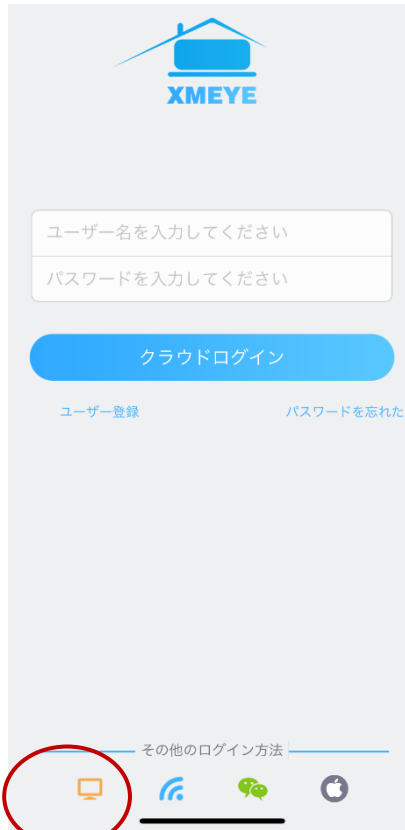 XMEYE
ユーザー名を入力してください
パスワードを入力してください
クラウドログイン
ユーザー登録
パスワードを忘れた
その他のログイン方法